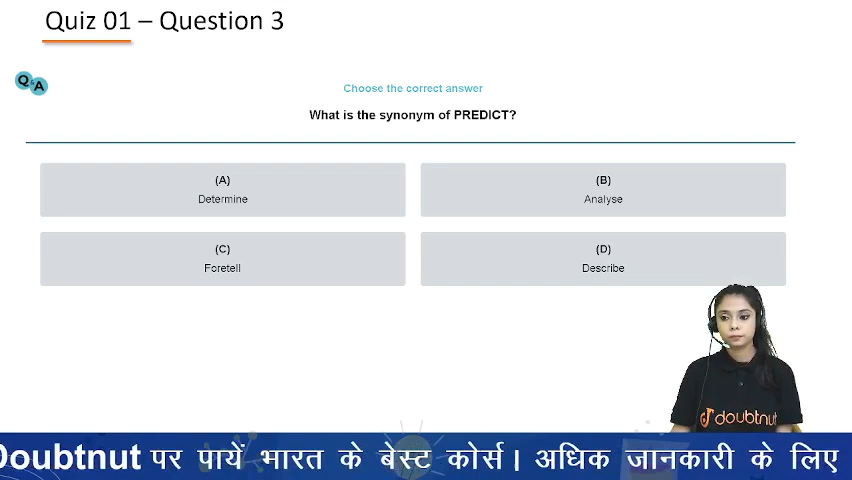 Quiz 01 – Question 3
Q&A
Choose the correct answer
What is the synonym of PREDICT?
(A)
Determine
(B)
Analyse
(C)
Foretell
(D)
Describe
doubtnut
Doubtnut पर पायें भारत के बेस्ट कोर्स। अधिक जानकारी के लिए